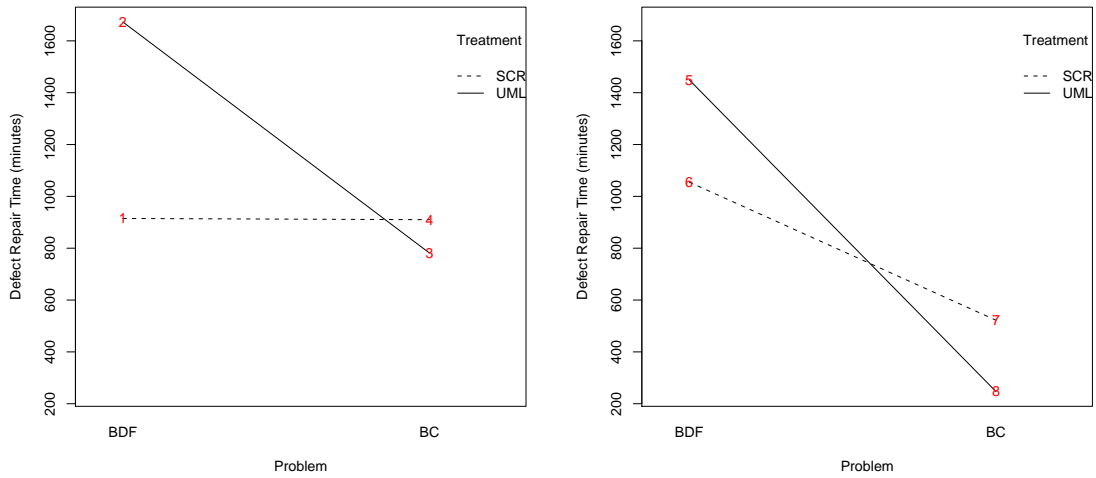 Defect Repair Time (minutes)
1600
1400
1200
1000
800
600
400
200
2
1
4
3
Treatment
SCR
UML
BDF
BC
Problem
Defect Repair Time (minutes)
1600
1400
1200
1000
800
600
400
200
5
6
7
8
Treatment
SCR
UML
BDF
BC
Problem